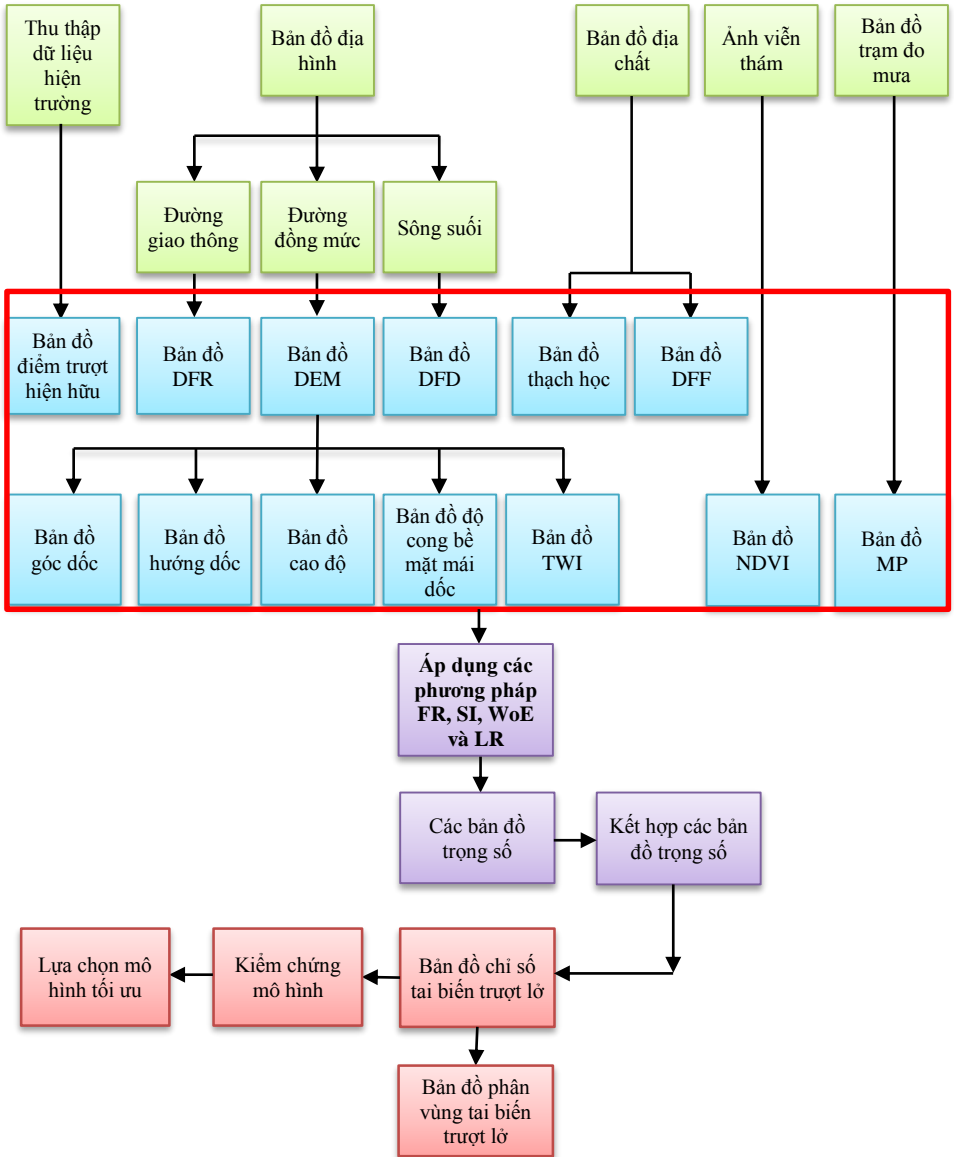 Thu thập
dữ liệu
hiện
trường
Bản đồ địa
hình
Bản đồ địa
chất
Ảnh viễn
thám
Bản đồ
trạm đo
mưa
Đường
giao thông
Đường
đồng mức
Sông suối
Bản đồ
điểm trượt
hiện hữu
Bản đồ
DFR
Bản đồ
DEM
Bản đồ
DFD
Bản đồ
thạch học
Bản đồ
DFF
Bản đồ
góc dốc
Bản đồ
hướng dốc
Bản đồ
cao độ
Bản đồ độ
cong bề
mặt mái
dốc
Bản đồ
TWI
Bản đồ
NDVI
Bản đồ
MP
Áp dụng các
phương pháp
FR, SI, WoE
và LR
Các bản đồ
trọng số
Kết hợp các bản
đồ trọng số
Lựa chọn mô
hình tối ưu
Kiểm chứng
mô hình
Bản đồ chỉ số
tai biến trượt lở
Bản đồ phân
vùng tai biến
trượt lở